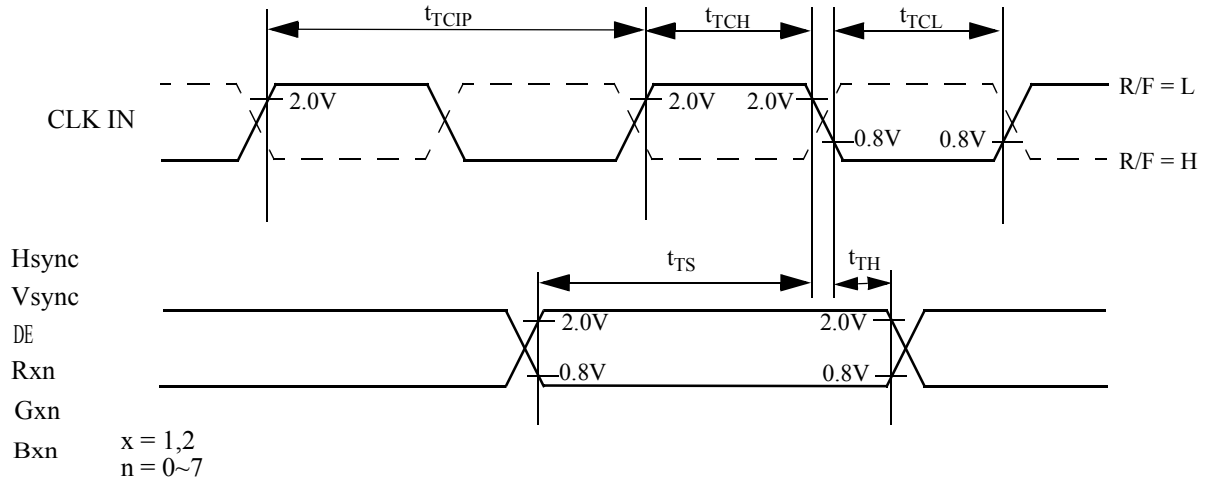 tTCIP
tTCH
tTCL
R/F = L
2.0V
2.0V
2.0V
CLK IN
0.8V
0.8V
R/F = H
Hsync
tTS
tTH
Vsync
2.0V
2.0V
DE
Rxn
0.8V
0.8V
Gxn
Bxn
x = 1,2
n = 0~7